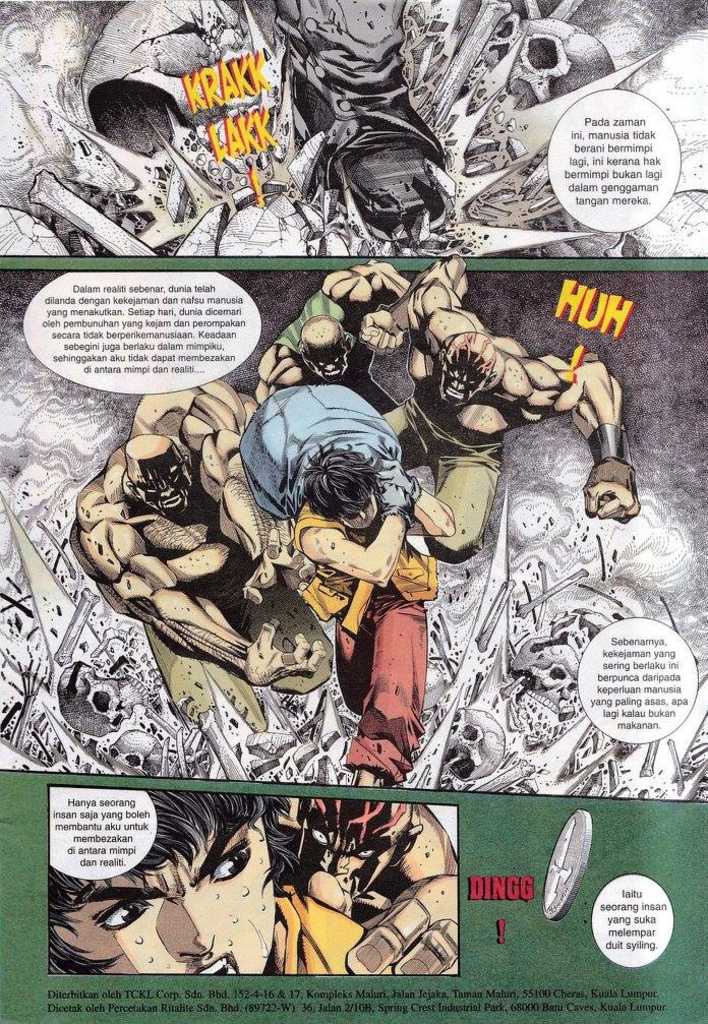 KRAKK
LAKK
!
Pada zaman
ini, manusia tidak
berani bermimpi
lagi, ini kerana hak
bermimpi bukan lagi
dalam genggaman
tangan mereka.
Dalam realiti sebenar, dunia telah
dilanda dengan kekejaman dan nafsu manusia
yang menakutkan. Setiap hari, dunia dicemari
oleh pembunuhan yang kejam dan perompakan
secara tidak berperikemanusiaan. Keadaan
sebegini juga berlaku dalam mimpiku,
sehinggakan aku tidak dapat membezakan
di antara mimpi dan realiti....
HUH
!
Sebenarnya,
kekejaman yang
sering berlaku ini
berpunca daripada
keperluan manusia
yang paling asas, apa
lagi kalau bukan
makanan.
Hanya seorang
insan saja yang boleh
membantu aku untuk
membezakan
di antara mimpi
dan realiti.
DINGG
!
Iaitu
seorang insan
yang suka
melempar
duit syiling.
Diterbitkan oleh TCKL Corp. Sdn. Bhd. 152-4-16 & 17, Kompleks Maluri, Jalan Jejaka, Taman Maluri, 55100 Cheras, Kuala Lumpur.
Dicetak oleh Percetakan Ritalite Sdn. Bhd. (89722-W) 36, Jalan 2/10B, Spring Crest Industrial Park, 68000 Batu Caves, Kuala Lumpur.